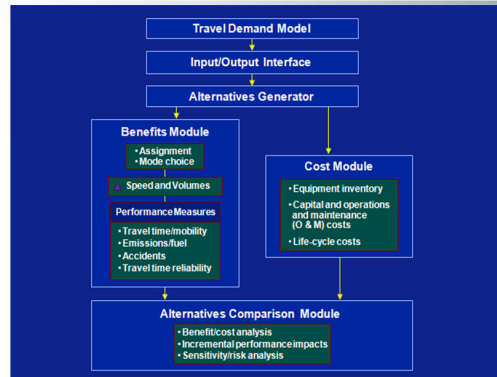 Travel Demand Model
Input/Output Interface
Alternatives Generator
Benefits Module
• Assignment
• Mode choice
Speed and Volumes
Performance Measures
• Travel time/mobility
• Emissions/fuel
• Accidents
• Travel time reliability
Cost Module
• Equipment inventory
• Capital and operations
and maintenance
(O & M) costs
• Life-cycle costs
Alternatives Comparison Module
• Benefit/cost analysis
• Incremental performance impacts
• Sensitivity/risk analysis